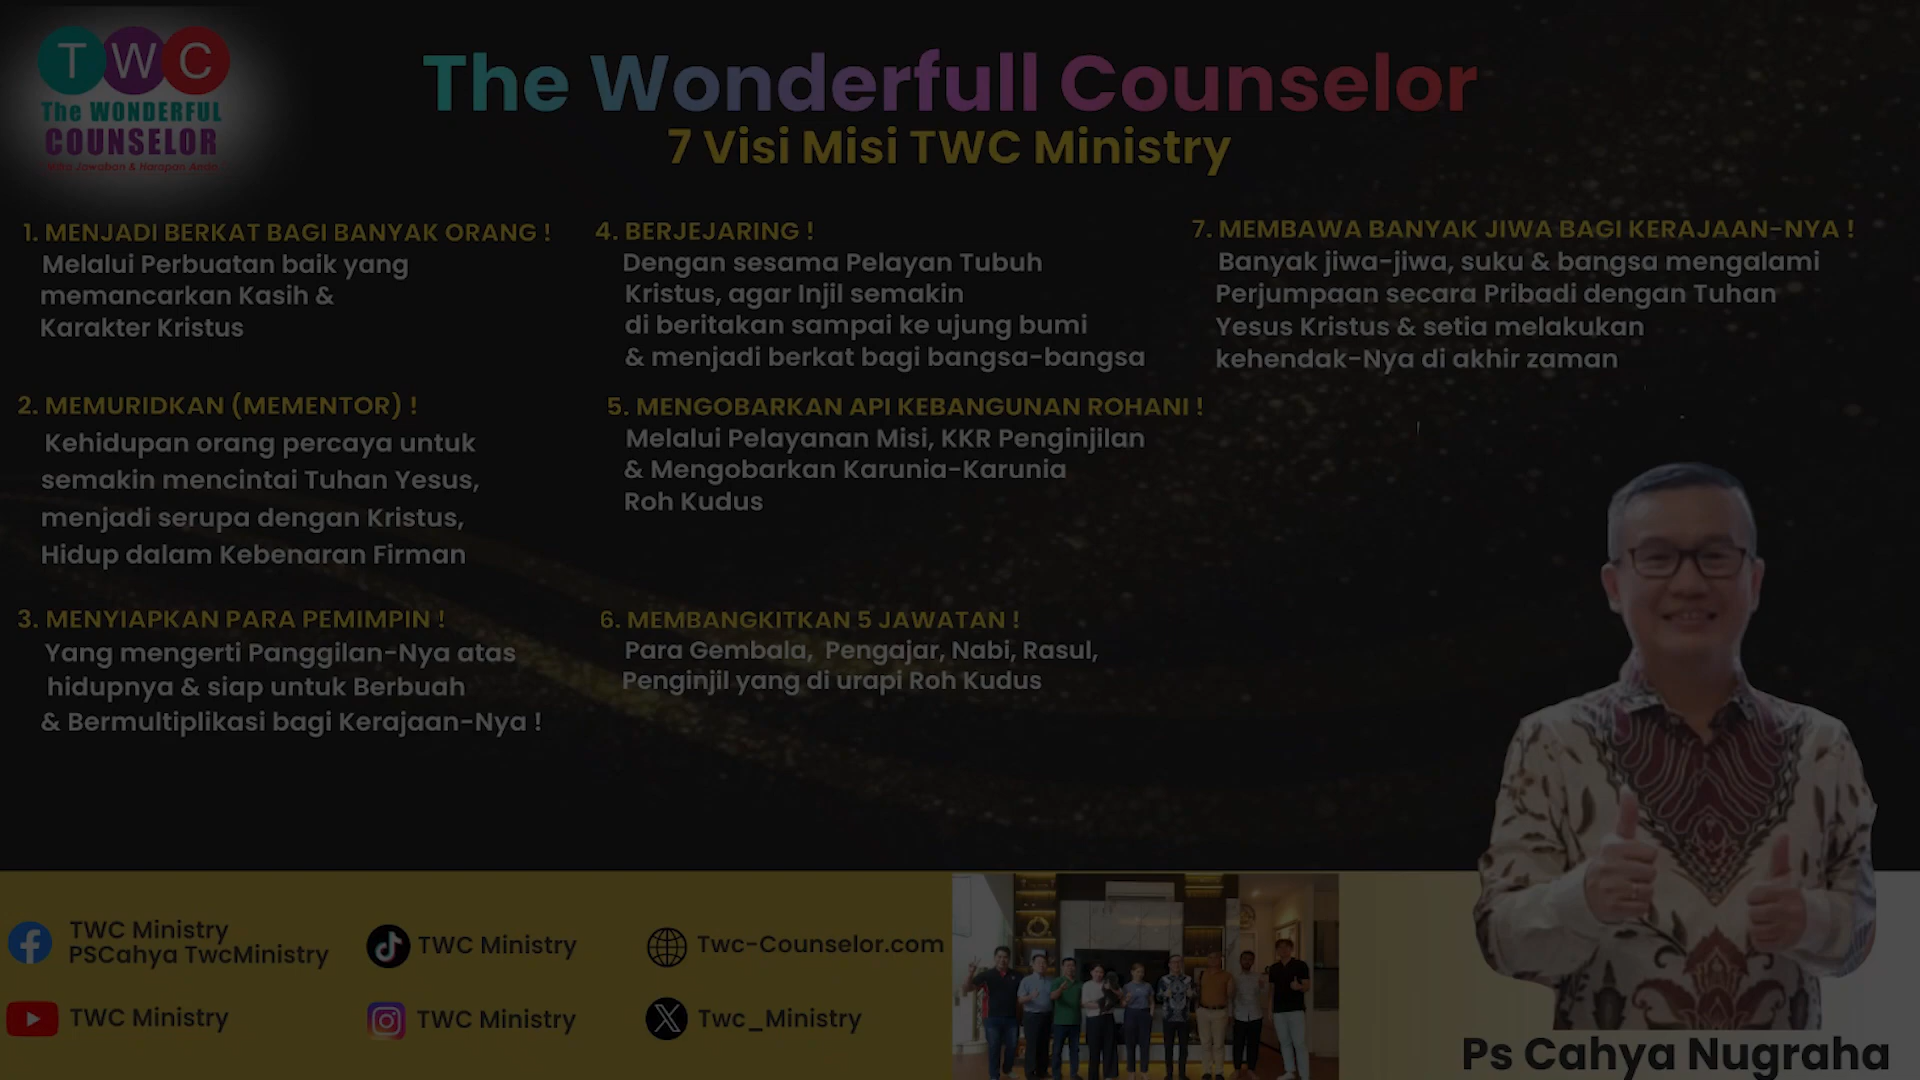 TWC
The WONDERFUL
COUNSELOR
Jawaban & Harapan Anda
The Wonderfull Counselor
7 Visi Misi TWC Ministry
1. MENJADI BERKAT BAGI BANYAK ORANG !
Melalui Perbuatan baik yang
memancarkan Kasih &
Karakter Kristus
2. MEMURIDKAN (MEMENTOR) !
Kehidupan orang percaya untuk
semakin mencintai Tuhan Yesus,
menjadi serupa dengan Kristus,
Hidup dalam Kebenaran Firman
3. MENYIAPKAN PARA PEMIMPIN !
Yang mengerti Panggilan-Nya atas
hidupnya & siap untuk Berbuah
& Bermultiplikasi bagi Kerajaan-Nya !
4. BERJEJARING !
Dengan sesama Pelayan Tubuh
Kristus, agar Injil semakin
di beritakan sampai ke ujung bumi
& menjadi berkat bagi bangsa-bangsa
5. MENGOBARKAN API KEBANGUNAN ROHANI !
Melalui Pelayanan Misi, KKR Penginjilan
& Mengobarkan Karunia-Karunia
Roh Kudus
6. MEMBANGKITKAN 5 JAWATAN !
Para Gembala, Pengajar, Nabi, Rasul,
Penginjil yang di urapi Roh Kudus
7. MEMBAWA BANYAK JIWA BAGI KERAJAAN-NYA !
Banyak jiwa-jiwa, suku & bangsa mengalami
Perjumpaan secara Pribadi dengan Tuhan
Yesus Kristus & setia melakukan
kehendak-Nya di akhir zaman
TWC Ministry
PSCahya TwcMinistry
TWC Ministry
Twc-Counselor.com
TWC Ministry
TWC Ministry
Twc_Ministry
Ps Cahya Nugraha